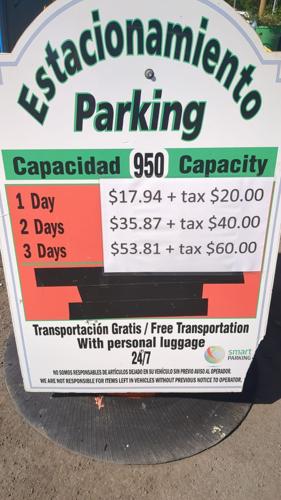 Estacionamiento
Parking
Capacidad 950 Capacity
1 Day $17.94 + tax $20.00
2 Days $35.87 + tax $40.00
3 Days $53.81 + tax $60.00
Transportación Gratis / Free Transportation
With personal luggage
24/7
smart
PARKING
NO SOMOS RESPONSABLES DE ARTÍCULOS DEJADO EN SU VEHÍCULO SIN PREVIO AVISO AL OPERADOR.
WE ARE NOT RESPONSIBLE FOR ITEMS LEFT IN VEHICLES WITHOUT PREVIOUS NOTICE TO OPERATOR.